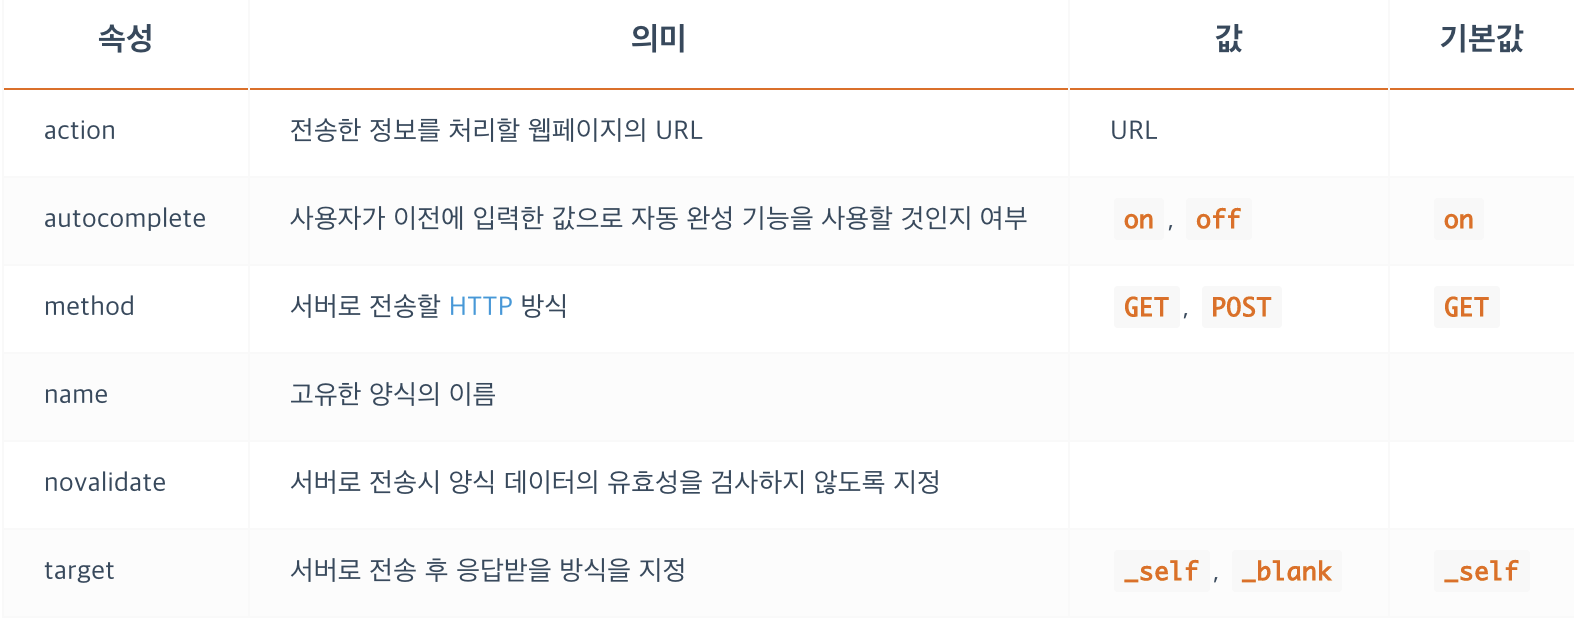 속성 의미 값 기본값
action 전송한 정보를 처리할 웹페이지의 URL URL
autocomplete 사용자가 이전에 입력한 값으로 자동 완성 기능을 사용할 것인지 여부 on , off on
method 서버로 전송할 HTTP 방식 GET , POST GET
name 고유한 양식의 이름
novalidate 서버로 전송시 양식 데이터의 유효성을 검사하지 않도록 지정
target 서버로 전송 후 응답받을 방식을 지정 _self , _blank _self